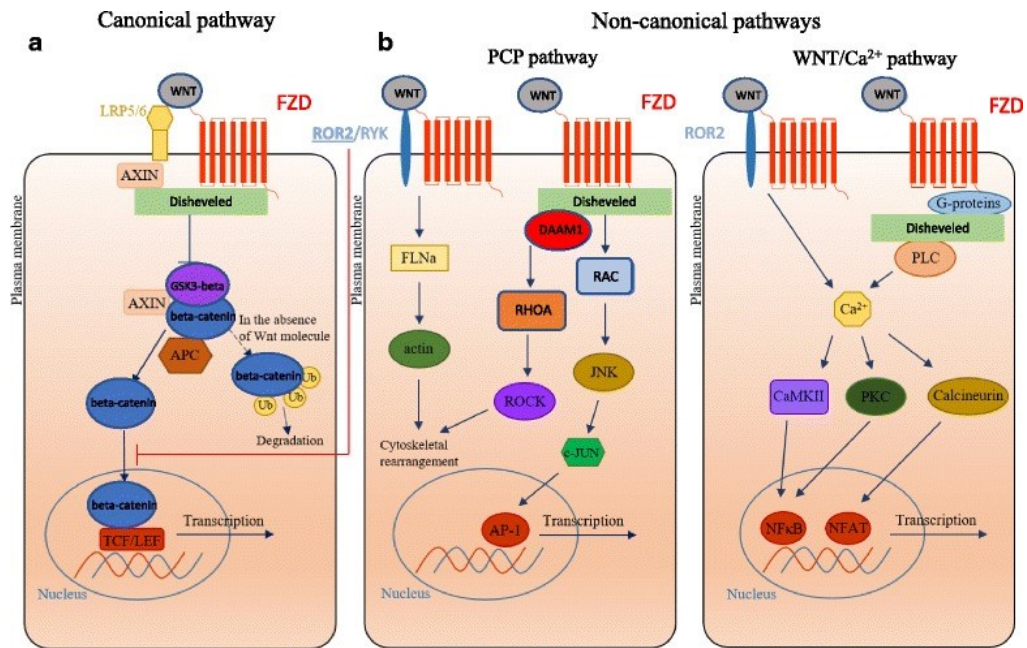 Canonical pathway
Non-canonical pathways
a
b
PCP pathway
WNT/Ca²⁺ pathway
WNT
LRP5/6
FZD
AXIN
Disheveled
Plasma membrane
GSK3-beta
AXIN
beta-catenin
APC
In the absence
of Wnt molecule
beta-catenin
Ub
Ub
Ub
Degradation
beta-catenin
beta-catenin
TCF/LEF
Transcription
Nucleus
ROR2/RYK
WNT
WNT
FZD
Plasma membrane
Disheveled
DAAM1
FLNa
RAC
RHOA
actin
JNK
ROCK
Cytoskeletal
rearrangement
c-JUN
AP-1
Transcription
Nucleus
WNT
ROR2
WNT
FZD
Plasma membrane
G-proteins
Disheveled
PLC
Ca²⁺
CaMKII
PKC
Calcineurin
NFκB
NFAT
Transcription
Nucleus